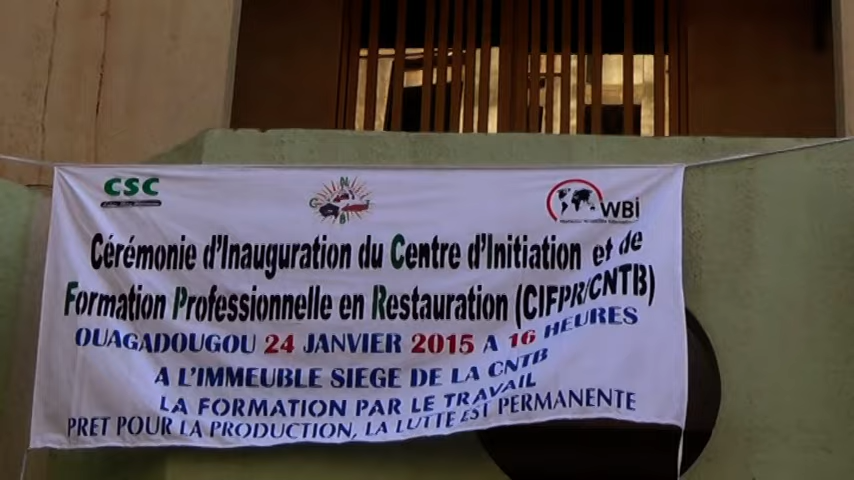 CSC
C N T B
WBi
Cérémonie d'Inauguration du Centre d'Initiation et de
Formation Professionnelle en Restauration (CIFPR/CNTB)
OUAGADOUGOU 24 JANVIER 2015 A 16 HEURES
A L'IMMEUBLE SIEGE DE LA CNTB
LA FORMATION PAR LE TRAVAIL
PRET POUR LA PRODUCTION, LA LUTTE EST PERMANENTE